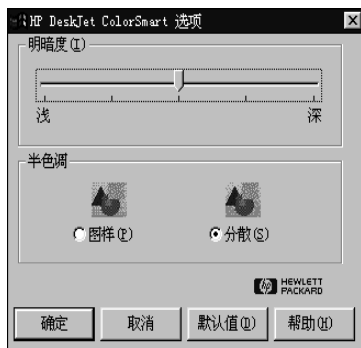 HP DeskJet ColorSmart 选项
明暗度(I)
浅 深
半色调
图样(P) 分散(S)
HEWLETT
PACKARD
确定 取消 默认值(D) 帮助(H)